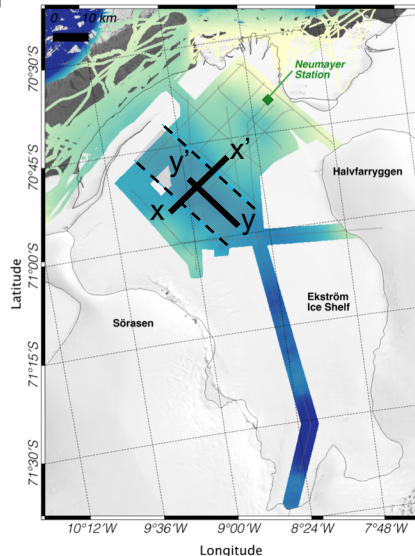 0 10 km
Neumayer
Station
70°30'S
70°45'S
71°00'S
71°15'S
71°30'S
Latitude
Halvfarryggen
x'
y'
x
y
Ekström
Ice Shelf
Sörasen
10°12'W 9°36'W 9°00'W 8°24'W 7°48'W
Longitude